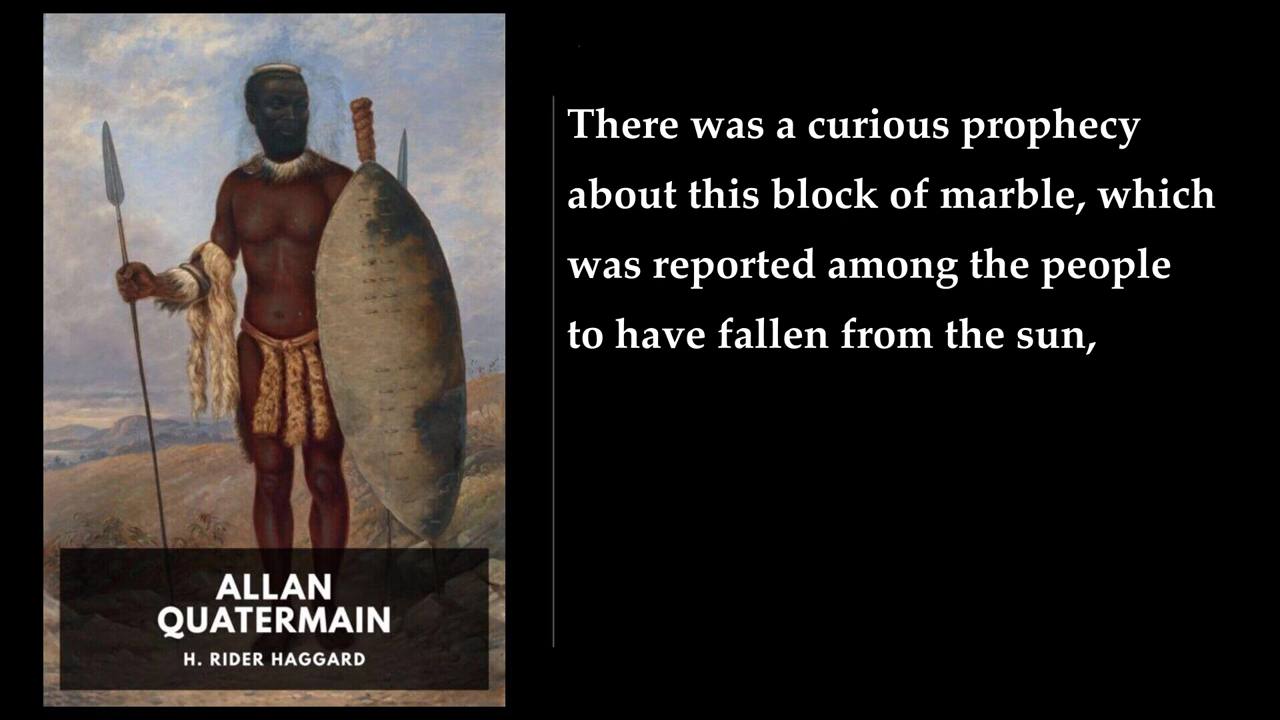 ALLAN
QUATERMAIN
H. RIDER HAGGARD
There was a curious prophecy
about this block of marble, which
was reported among the people
to have fallen from the sun,